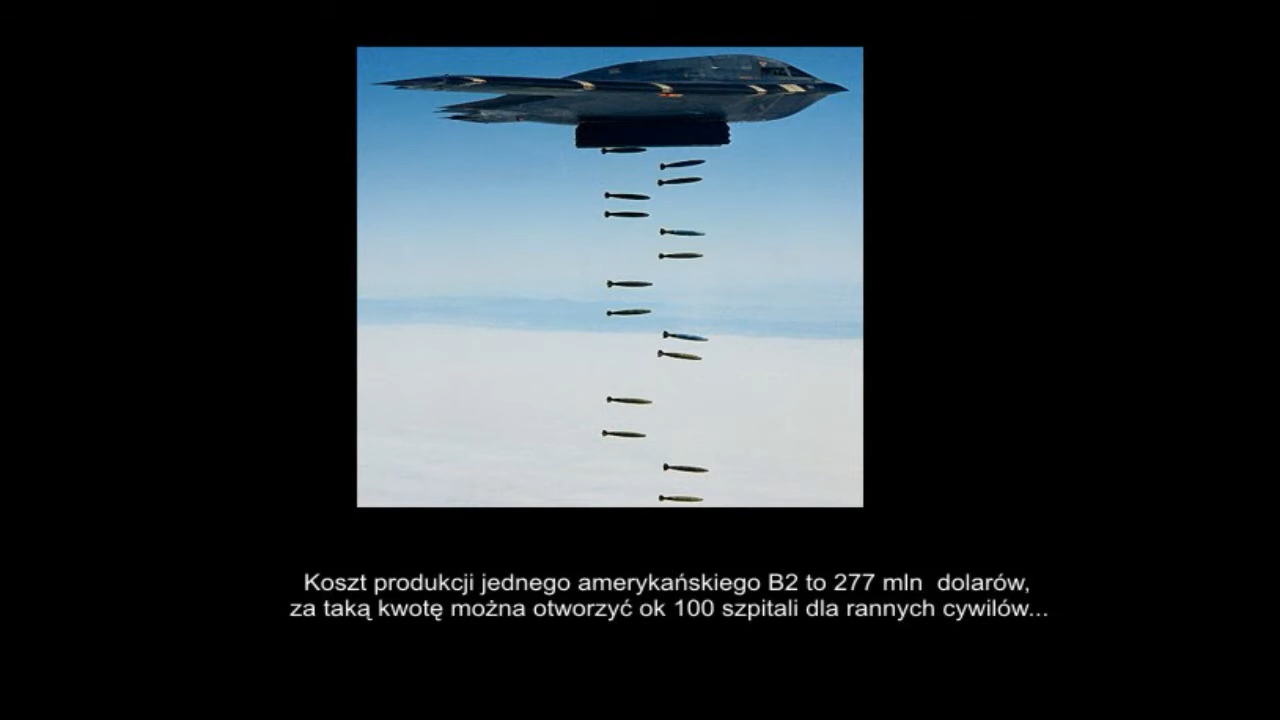 Koszt produkcji jednego amerykańskiego B2 to 277 mln  dolarów,
za taką kwotę można otworzyć ok 100 szpitali dla rannych cywilów...